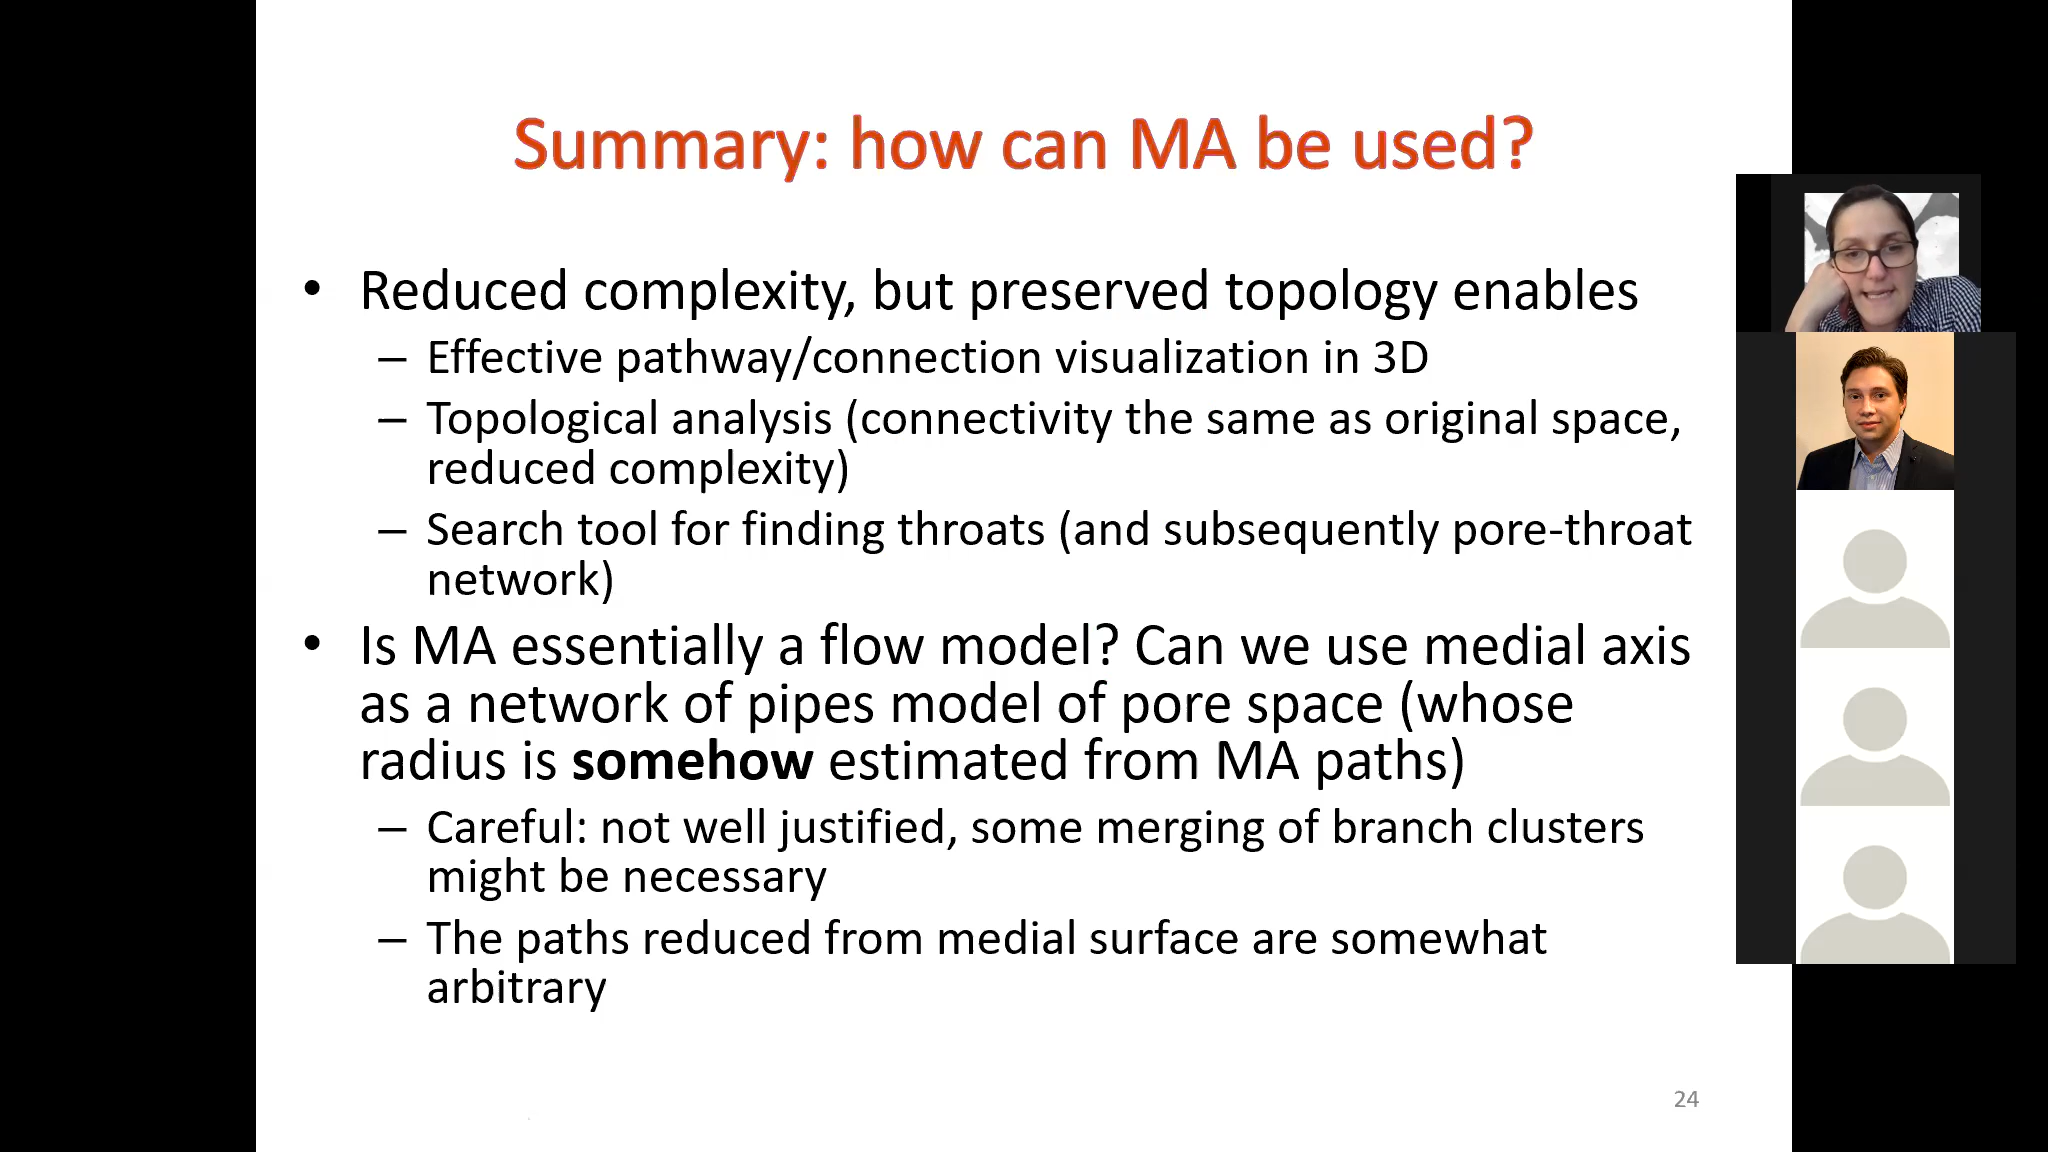 Summary: how can MA be used?
• Reduced complexity, but preserved topology enables
– Effective pathway/connection visualization in 3D
– Topological analysis (connectivity the same as original space,
reduced complexity)
– Search tool for finding throats (and subsequently pore-throat
network)
• Is MA essentially a flow model? Can we use medial axis
as a network of pipes model of pore space (whose
radius is somehow estimated from MA paths)
– Careful: not well justified, some merging of branch clusters
might be necessary
– The paths reduced from medial surface are somewhat
arbitrary
24